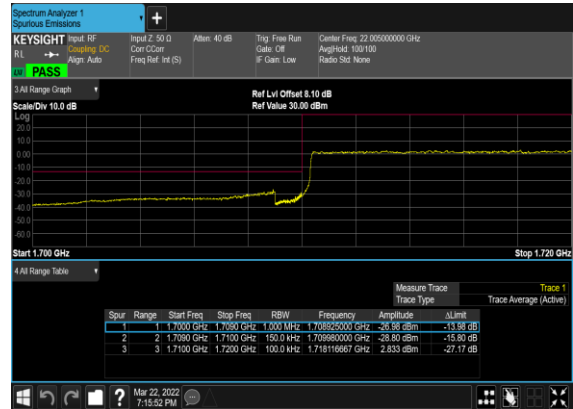 Spectrum Analyzer 1
Spurious Emissions
KEYSIGHT Input: RF Input Z: 50 Ω Atten: 40 dB Trig: Free Run Center Freq: 22.005000000 GHz
RL Coupling: DC Corr CCorr Gate: Off Avg|Hold: 100/100
Align: Auto Freq Ref: Int (S) IF Gain: Low Radio Std: None
LW PASS
3 All Range Graph
Ref Lvl Offset 8.10 dB
Scale/Div 10.0 dB Ref Value 30.00 dBm
Log
20.0
10.0
0.00
-10.0
-20.0
-30.0
-40.0
-50.0
-60.0
Start 1.700 GHz Stop 1.720 GHz
4 All Range Table
Measure Trace Trace 1
Trace Type Trace Average (Active)
Spur Range Start Freq Stop Freq RBW Frequency Amplitude ΔLimit
1 1 1.7000 GHz 1.7090 GHz 1.000 MHz 1.708925000 GHz -26.98 dBm -13.98 dB
2 2 1.7090 GHz 1.7100 GHz 150.0 kHz 1.709980000 GHz -28.80 dBm -15.80 dB
3 3 1.7100 GHz 1.7200 GHz 100.0 kHz 1.718116667 GHz 2.833 dBm -27.17 dB
Mar 22, 2022
7:15:52 PM